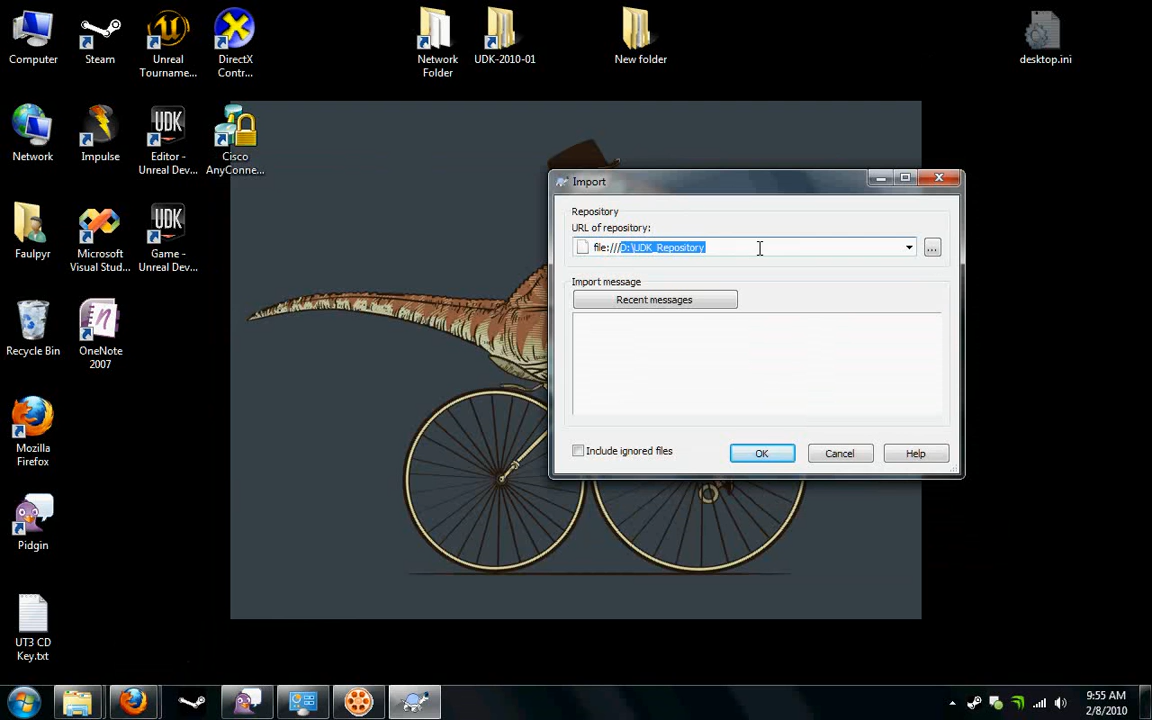 Computer
Steam
Unreal
Tourname...
DirectX
Contr...
Network
Folder
UDK-2010-01
New folder
desktop.ini
Network
Impulse
UDK
Editor -
Unreal Dev...
Cisco
AnyConne...
Import
Repository
URL of repository:
file:///D:\UDK_Repository
...
Import message
Recent messages
Include ignored files
OK
Cancel
Help
Faulpyr
Microsoft
Visual Stud...
UDK
Game -
Unreal Dev...
Recycle Bin
OneNote
2007
Mozilla
Firefox
Pidgin
UT3 CD
Key.txt
9:55 AM
2/8/2010